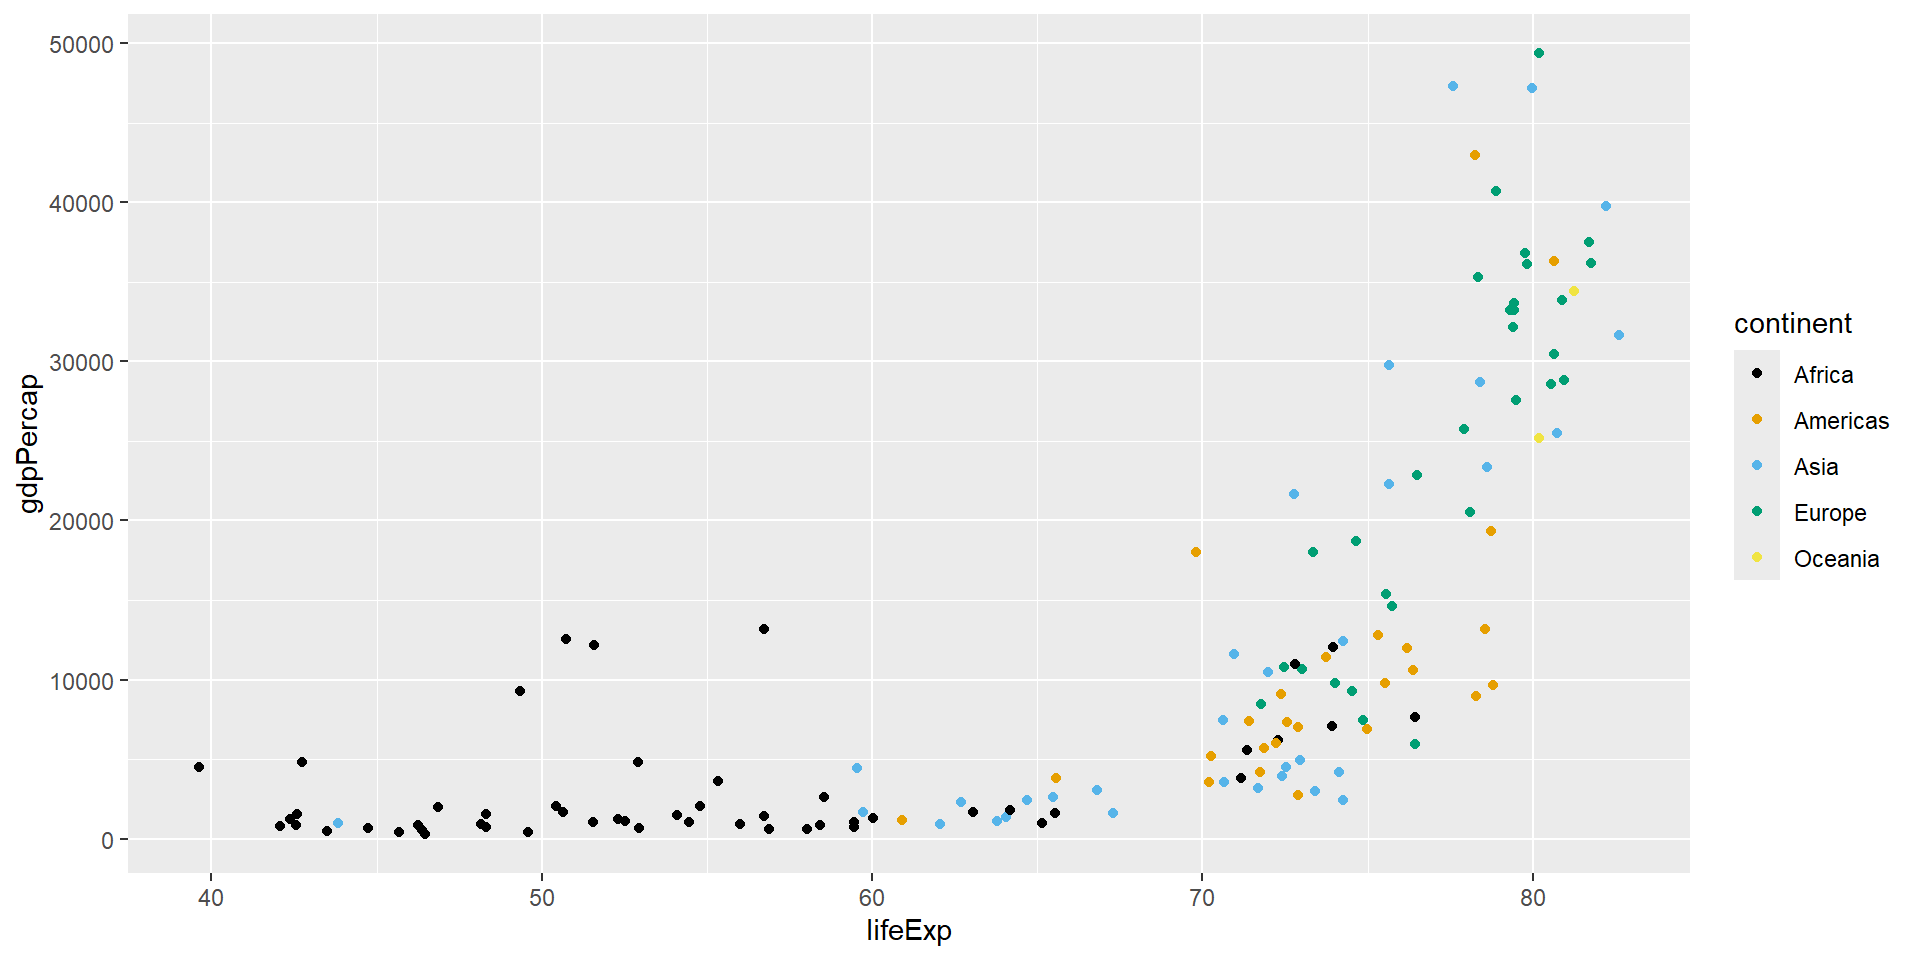 50000
40000
30000
20000
10000
0
gdpPercap
40 50 60 70 80
lifeExp
continent
Africa
Americas
Asia
Europe
Oceania